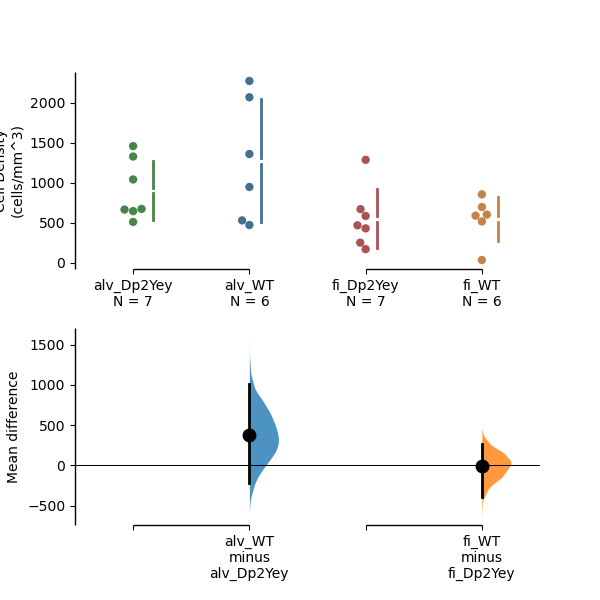 Density
(cells/mm^3)
2000
1500
1000
500
0
alv_Dp2Yey
N = 7
alv_WT
N = 6
fi_Dp2Yey
N = 7
fi_WT
N = 6
Mean difference
1500
1000
500
0
−500
alv_WT
minus
alv_Dp2Yey
fi_WT
minus
fi_Dp2Yey